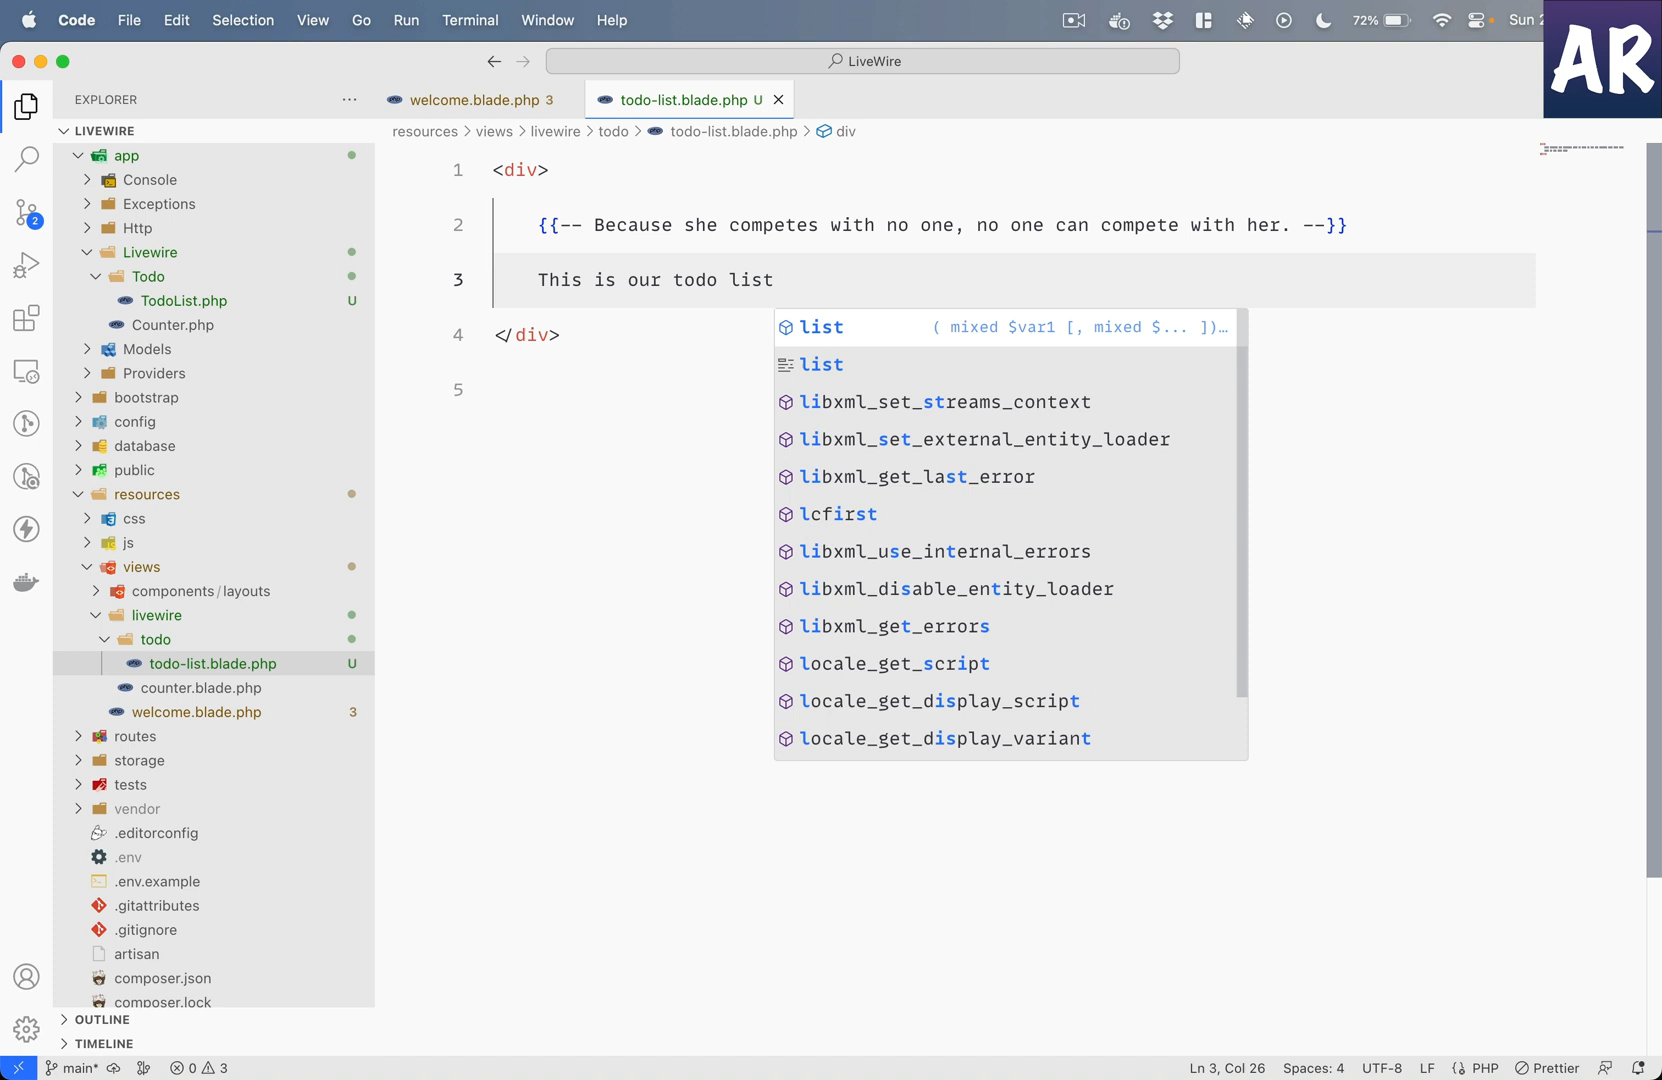 Code File Edit Selection View Go Run Terminal Window Help 72% Sun 2
AR
LiveWire
EXPLORER
welcome.blade.php 3 todo-list.blade.php U
resources > views > livewire > todo > todo-list.blade.php > div
LIVEWIRE
app
Console
Exceptions
Http
Livewire
Todo
TodoList.php U
Counter.php
Models
Providers
bootstrap
config
database
public
resources
css
js
views
components/layouts
livewire
todo
todo-list.blade.php U
counter.blade.php
welcome.blade.php 3
routes
storage
tests
vendor
.editorconfig
.env
.env.example
.gitattributes
.gitignore
artisan
composer.json
composer.lock
OUTLINE
TIMELINE
1 <div>
2 {{-- Because she competes with no one, no one can compete with her. --}}
3 This is our todo list
4 </div>
5
list ( mixed $var1 [, mixed $... ])…
list
libxml_set_streams_context
libxml_set_external_entity_loader
libxml_get_last_error
lcfirst
libxml_use_internal_errors
libxml_disable_entity_loader
libxml_get_errors
locale_get_script
locale_get_display_script
locale_get_display_variant
2
main* 0 3 Ln 3, Col 26 Spaces: 4 UTF-8 LF PHP Prettier